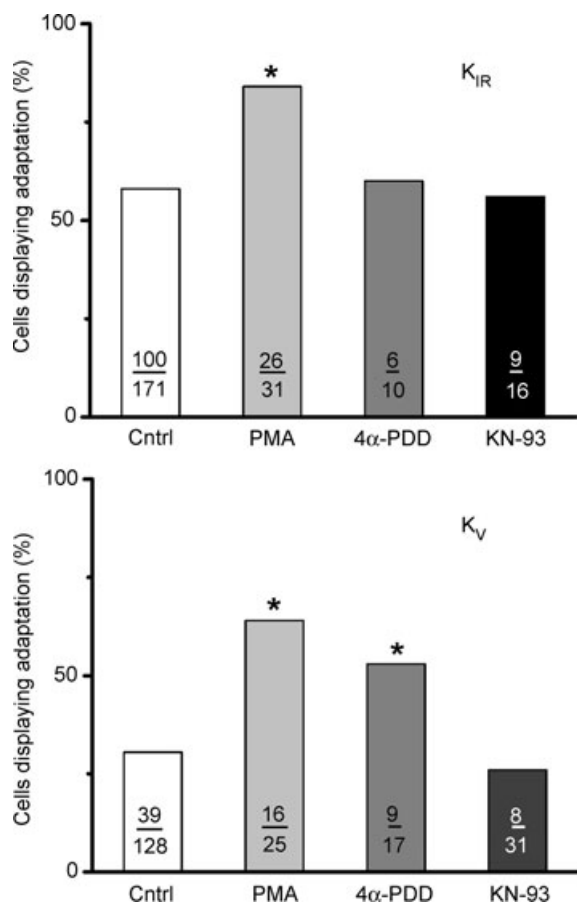 100
Cells displaying adaptation (%)
K_IR
*
50
100 26 6 9
171 31 10 16
0
Cntrl PMA 4α-PDD KN-93
100
Cells displaying adaptation (%)
K_V
*
*
50
39 16 9 8
128 25 17 31
0
Cntrl PMA 4α-PDD KN-93